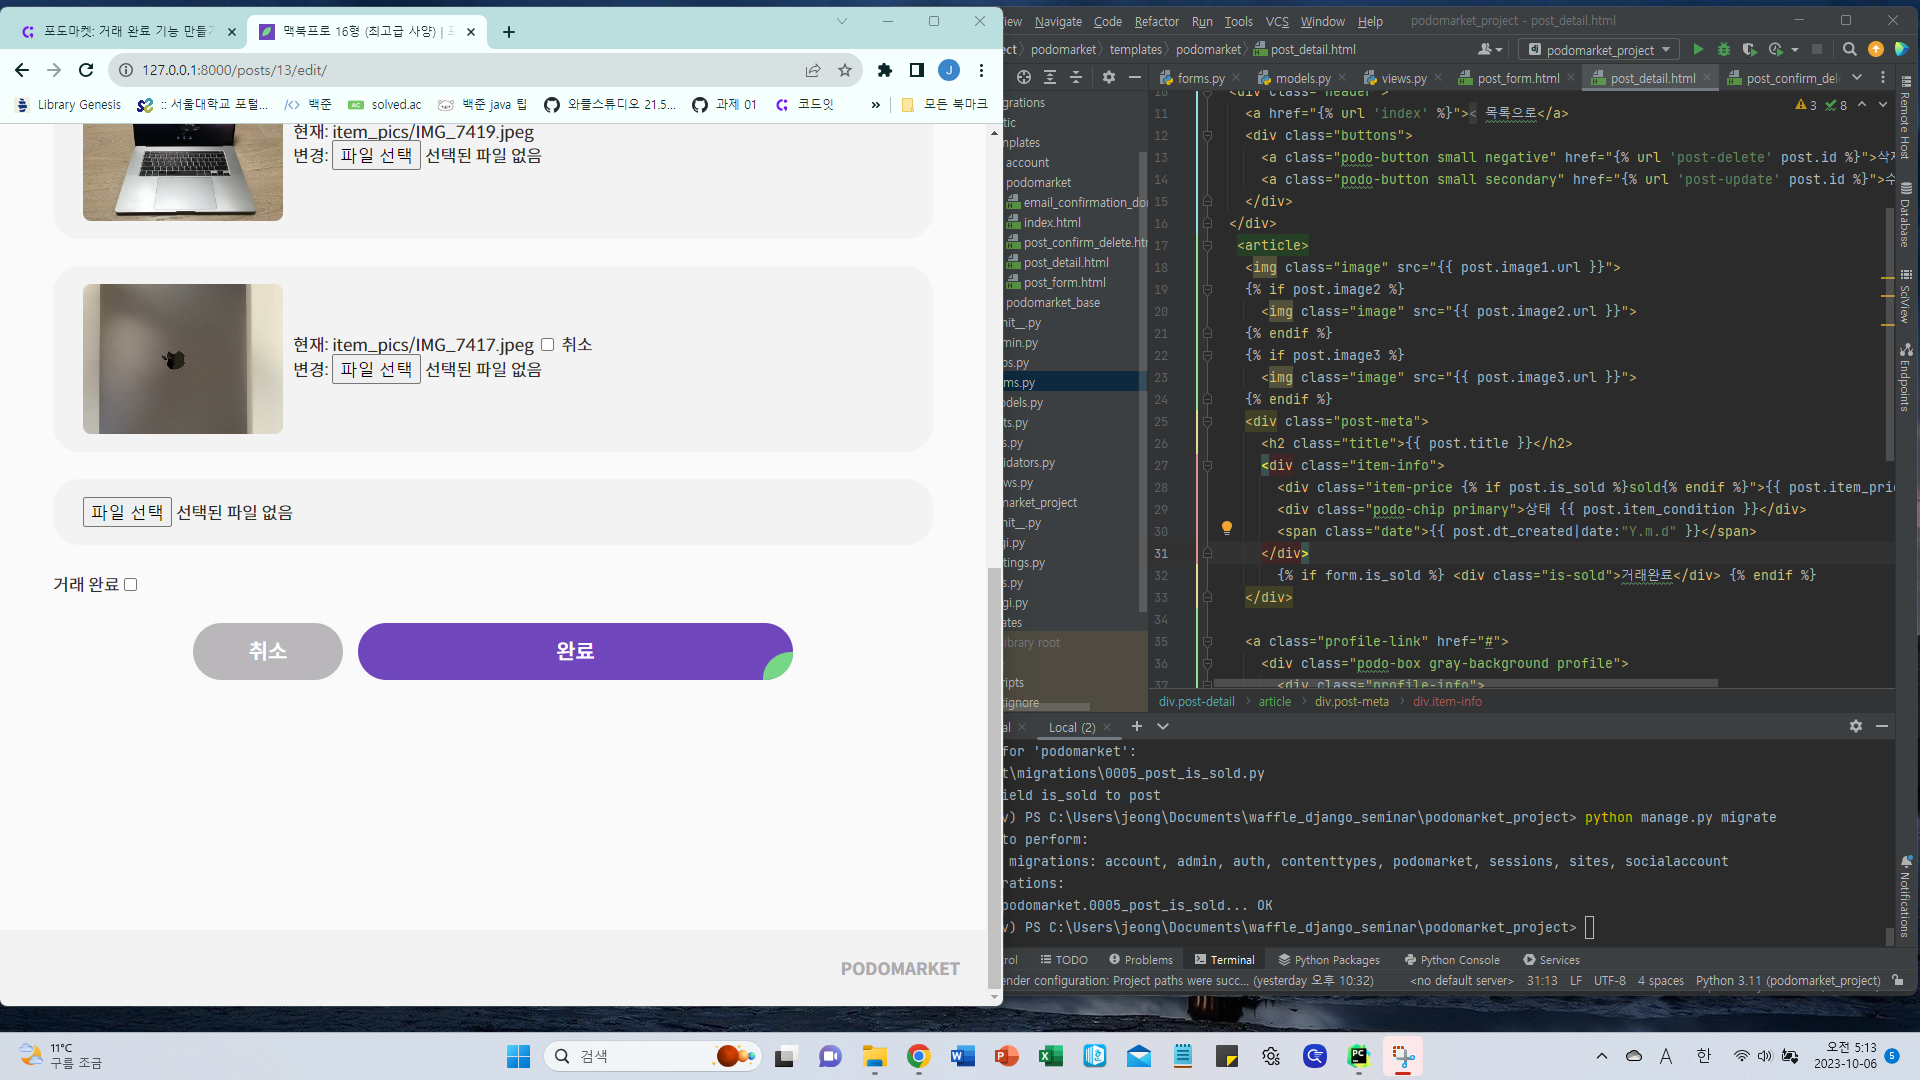 포도마켓: 거래 완료 기능 만들기
맥북프로 16형 (최고급 사양) | 포
127.0.0.1:8000/posts/13/edit/
J
Library Genesis
:: 서울대학교 포털...
백준
solved.ac
백준 java 팁
와플스튜디오 21.5...
과제 01
코드잇
»
모든 북마크
현재: item_pics/IMG_7419.jpeg
변경: 파일 선택 선택된 파일 없음
현재: item_pics/IMG_7417.jpeg 취소
변경: 파일 선택 선택된 파일 없음
파일 선택 선택된 파일 없음
거래 완료
취소
완료
PODOMARKET
iew Navigate Code Refactor Run Tools VCS Window Help podomarket_project - post_detail.html
ct podomarket templates podomarket post_detail.html
podomarket_project
forms.py models.py views.py post_form.html post_detail.html post_confirm_del
igrations
tic
mplates
account
podomarket
email_confirmation_do
index.html
post_confirm_delete.htm
post_detail.html
post_form.html
podomarket_base
nit__.py
min.py
ps.py
ms.py
odels.py
ts.py
s.py
idators.py
ws.py
market_project
nit__.py
gi.py
ttings.py
s.py
gi.py
ates
library root
ripts
tignore
3 8
10 <div class="header">
11 <a href="{% url 'index' %}">< 목록으로</a>
12 <div class="buttons">
13 <a class="podo-button small negative" href="{% url 'post-delete' post.id %}">삭제
14 <a class="podo-button small secondary" href="{% url 'post-update' post.id %}">수
15 </div>
16 </div>
17 <article>
18 <img class="image" src="{{ post.image1.url }}">
19 {% if post.image2 %}
20 <img class="image" src="{{ post.image2.url }}">
21 {% endif %}
22 {% if post.image3 %}
23 <img class="image" src="{{ post.image3.url }}">
24 {% endif %}
25 <div class="post-meta">
26 <h2 class="title">{{ post.title }}</h2>
27 <div class="item-info">
28 <div class="item-price {% if post.is_sold %}sold{% endif %}">{{ post.item_pri
29 <div class="podo-chip primary">상태 {{ post.item_condition }}</div>
30 <span class="date">{{ post.dt_created|date:"Y.m.d" }}</span>
31 </div>
32 {% if form.is_sold %} <div class="is-sold">거래완료</div> {% endif %}
33 </div>
34
35 <a class="profile-link" href="#">
36 <div class="podo-box gray-background profile">
37 <div class="profile-info">
div.post-detail article div.post-meta div.item-info
Remote Host
Database
SciView
Endpoints
Notifications
al Local (2)
for 'podomarket':
t\migrations\0005_post_is_sold.py
ield is_sold to post
v) PS C:\Users\jeong\Documents\waffle_django_seminar\podomarket_project> python manage.py migrate
to perform:
migrations: account, admin, auth, contenttypes, podomarket, sessions, sites, socialaccount
rations:
podomarket.0005_post_is_sold... OK
v) PS C:\Users\jeong\Documents\waffle_django_seminar\podomarket_project>
rol TODO Problems Terminal Python Packages Python Console Services
ender configuration: Project paths were succ... (yesterday 오후 10:32) <no default server> 31:13 LF UTF-8 4 spaces Python 3.11 (podomarket_project)
11°C
구름 조금
검색
A 한
오전 5:13
2023-10-06
5